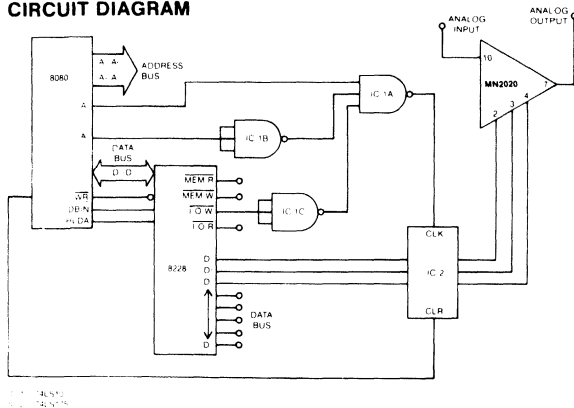 CIRCUIT DIAGRAM
ANALOG
INPUT
ANALOG
OUTPUT
8080
A A
A A
ADDRESS
BUS
A
A
IC 1A
10
MN2020
7
2
3
4
IC 1B
DATA
BUS
D D
WR
DBIN
HLDA
8228
MEM R
MEM W
I O W
I O R
IC 1C
D
D
D
D
DATA
BUS
CLK
IC 2
CLR